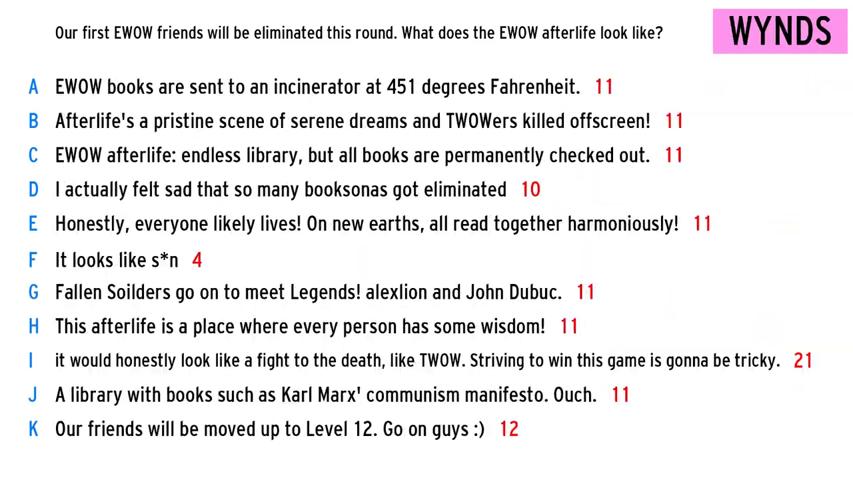 Our first EWOW friends will be eliminated this round. What does the EWOW afterlife look like?
WYNDS
A EWOW books are sent to an incinerator at 451 degrees Fahrenheit. 11
B Afterlife's a pristine scene of serene dreams and TWOWers killed offscreen! 11
C EWOW afterlife: endless library, but all books are permanently checked out. 11
D I actually felt sad that so many booksonas got eliminated 10
E Honestly, everyone likely lives! On new earths, all read together harmoniously! 11
F It looks like s*n 4
G Fallen Soilders go on to meet Legends! alexlion and John Dubuc. 11
H This afterlife is a place where every person has some wisdom! 11
I it would honestly look like a fight to the death, like TWOW. Striving to win this game is gonna be tricky. 21
J A library with books such as Karl Marx' communism manifesto. Ouch. 11
K Our friends will be moved up to Level 12. Go on guys :) 12